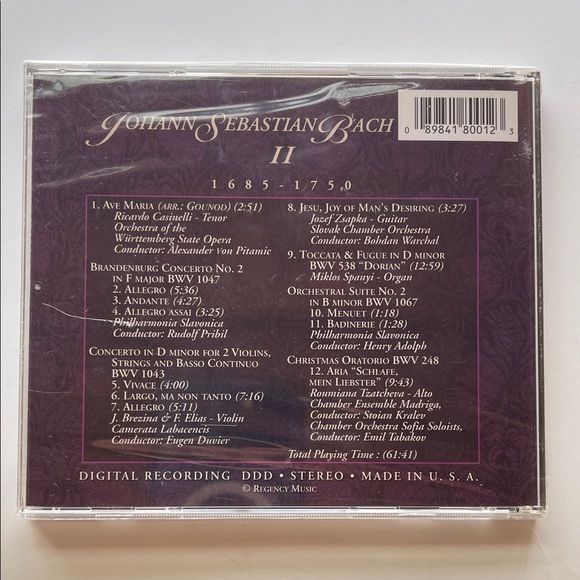 Johann Sebastian Bach
II
1685-1750
0 89841 80012 3
1. Ave Maria (arr.: Gounod) (2:51)
Ricardo Casinelli - Tenor
Orchestra of the
Württemberg State Opera
Conductor: Alexander von Pitamic
Brandenburg Concerto No. 2
in F major BWV 1047
2. Allegro (5:36)
3. Andante (4:27)
4. Allegro assai (3:25)
Philharmonia Slavonica
Conductor: Rudolf Pribil
Concerto in D minor for 2 Violins,
Strings and Basso Continuo
BWV 1043
5. Vivace (4:00)
6. Largo, ma non tanto (7:16)
7. Allegro (5:11)
J. Brezina & F. Elias - Violin
Camerata Labacencis
Conductor: Eugen Duvier
8. Jesu, Joy of Man's Desiring (3:27)
Jozef Zsapka - Guitar
Slovak Chamber Orchestra
Conductor: Bohdan Warchal
9. Toccata & Fugue in D minor
BWV 538 "Dorian" (12:59)
Miklos Spanyi - Organ
Orchestral Suite No. 2
in B minor BWV 1067
10. Menuet (1:18)
11. Badinerie (1:28)
Philharmonia Slavonica
Conductor: Henry Adolph
Christmas Oratorio BWV 248
12. Aria "Schlafe,
mein Liebster" (9:43)
Roumiana Tzatcheva - Alto
Chamber Ensemble Madriga,
Conductor: Stoian Kralev
Chamber Orchestra Sofia Soloists,
Conductor: Emil Tabakov
Total Playing Time : (61:41)
Digital Recording DDD • Stereo • Made in U. S. A.
© Regency Music